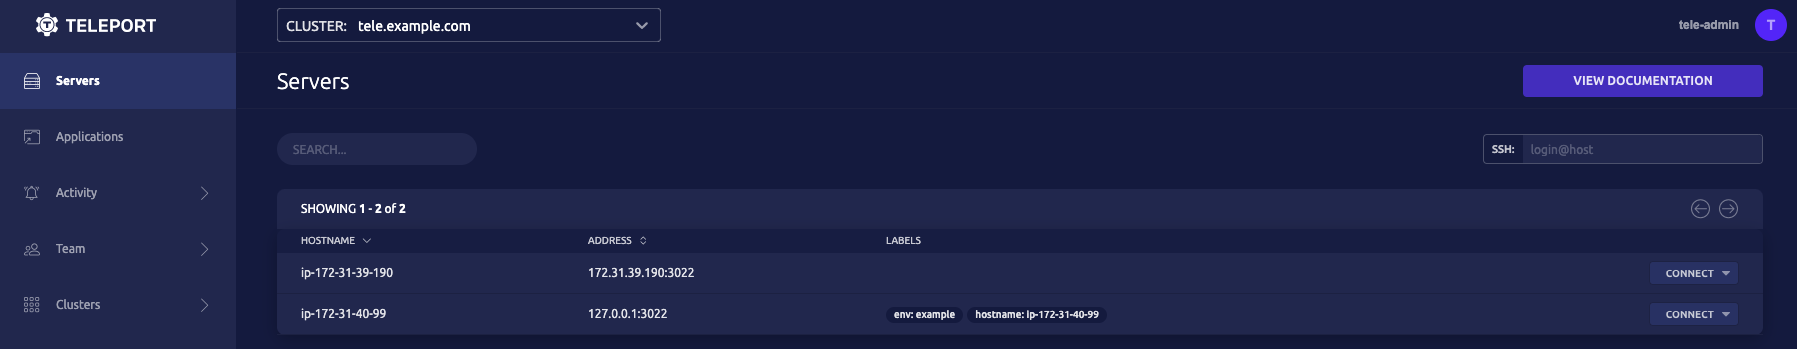 TELEPORT
CLUSTER: tele.example.com
tele-admin T
Servers
Applications
Activity
Team
Clusters
Servers
VIEW DOCUMENTATION
SEARCH...
SSH: login@host
SHOWING 1 - 2 of 2
HOSTNAME ADDRESS LABELS
ip-172-31-39-190 172.31.39.190:3022 CONNECT
ip-172-31-40-99 127.0.0.1:3022 env: example hostname: ip-172-31-40-99 CONNECT